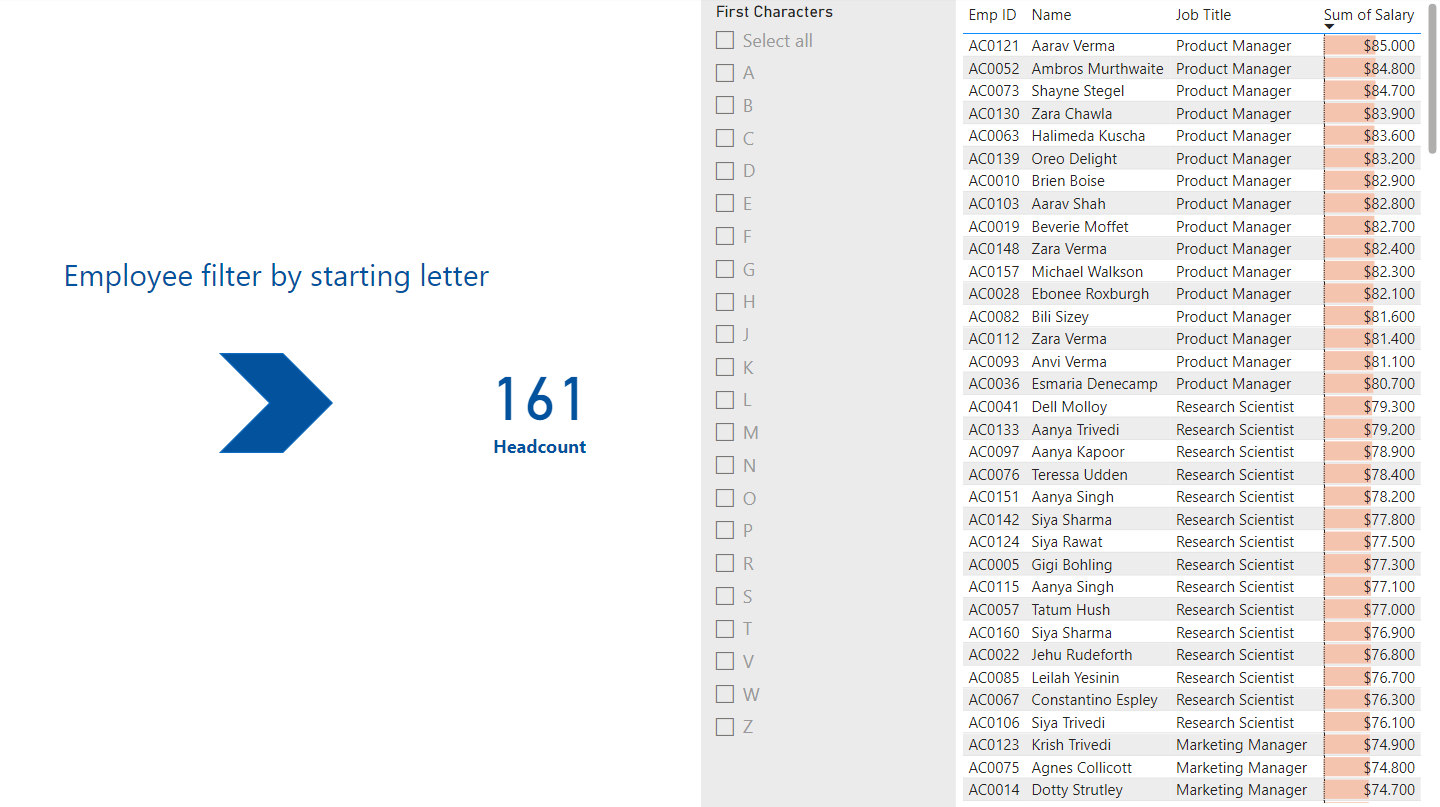 Employee filter by starting letter
161
Headcount
First Characters
Select all
A
B
C
D
E
F
G
H
J
K
L
M
N
O
P
R
S
T
V
W
Z
Emp ID Name Job Title Sum of Salary
AC0121 Aarav Verma Product Manager $85.000
AC0052 Ambros Murthwaite Product Manager $84.800
AC0073 Shayne Stegel Product Manager $84.700
AC0130 Zara Chawla Product Manager $83.900
AC0063 Halimeda Kuscha Product Manager $83.600
AC0139 Oreo Delight Product Manager $83.200
AC0010 Brien Boise Product Manager $82.900
AC0103 Aarav Shah Product Manager $82.800
AC0019 Beverie Moffet Product Manager $82.700
AC0148 Zara Verma Product Manager $82.400
AC0157 Michael Walkson Product Manager $82.300
AC0028 Ebonee Roxburgh Product Manager $82.100
AC0082 Bili Sizey Product Manager $81.600
AC0112 Zara Verma Product Manager $81.400
AC0093 Anvi Verma Product Manager $81.100
AC0036 Esmaria Denecamp Product Manager $80.700
AC0041 Dell Molloy Research Scientist $79.300
AC0133 Aanya Trivedi Research Scientist $79.200
AC0097 Aanya Kapoor Research Scientist $78.900
AC0076 Teressa Udden Research Scientist $78.400
AC0151 Aanya Singh Research Scientist $78.200
AC0142 Siya Sharma Research Scientist $77.800
AC0124 Siya Rawat Research Scientist $77.500
AC0005 Gigi Bohling Research Scientist $77.300
AC0115 Aanya Singh Research Scientist $77.100
AC0057 Tatum Hush Research Scientist $77.000
AC0160 Siya Sharma Research Scientist $76.900
AC0022 Jehu Rudeforth Research Scientist $76.800
AC0085 Leilah Yesinin Research Scientist $76.700
AC0067 Constantino Espley Research Scientist $76.300
AC0106 Siya Trivedi Research Scientist $76.100
AC0123 Krish Trivedi Marketing Manager $74.900
AC0075 Agnes Collicott Marketing Manager $74.800
AC0014 Dotty Strutley Marketing Manager $74.700